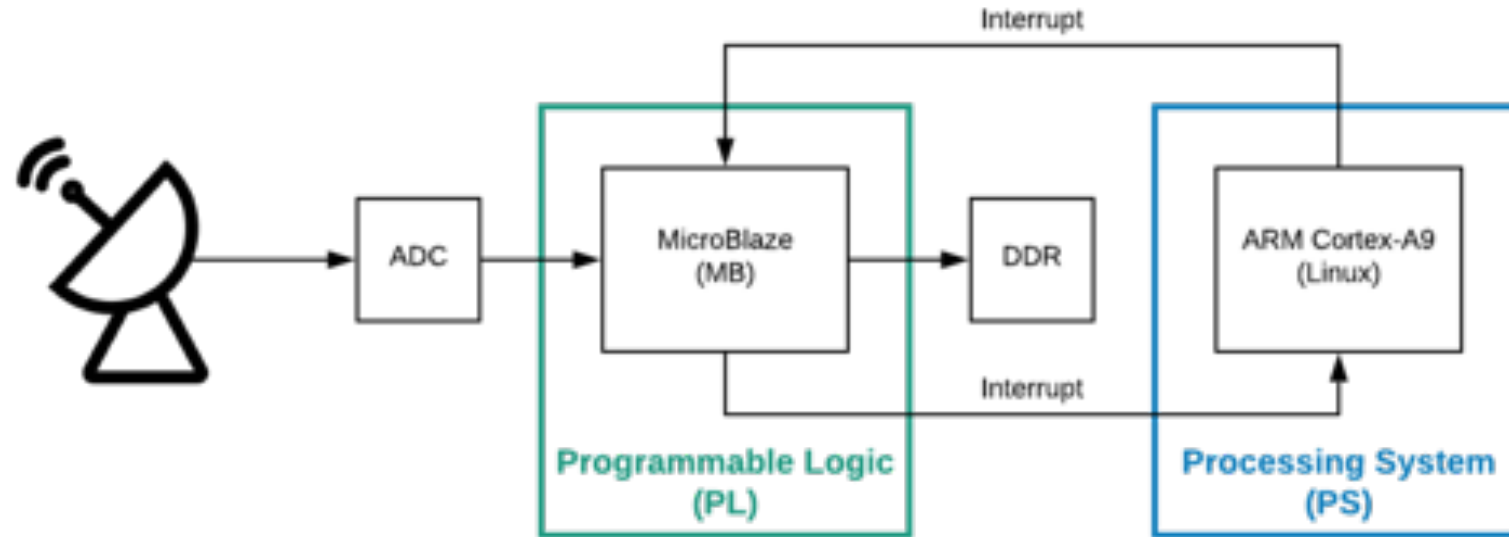 Interrupt
ADC
MicroBlaze
(MB)
DDR
ARM Cortex-A9
(Linux)
Interrupt
Programmable Logic
(PL)
Processing System
(PS)